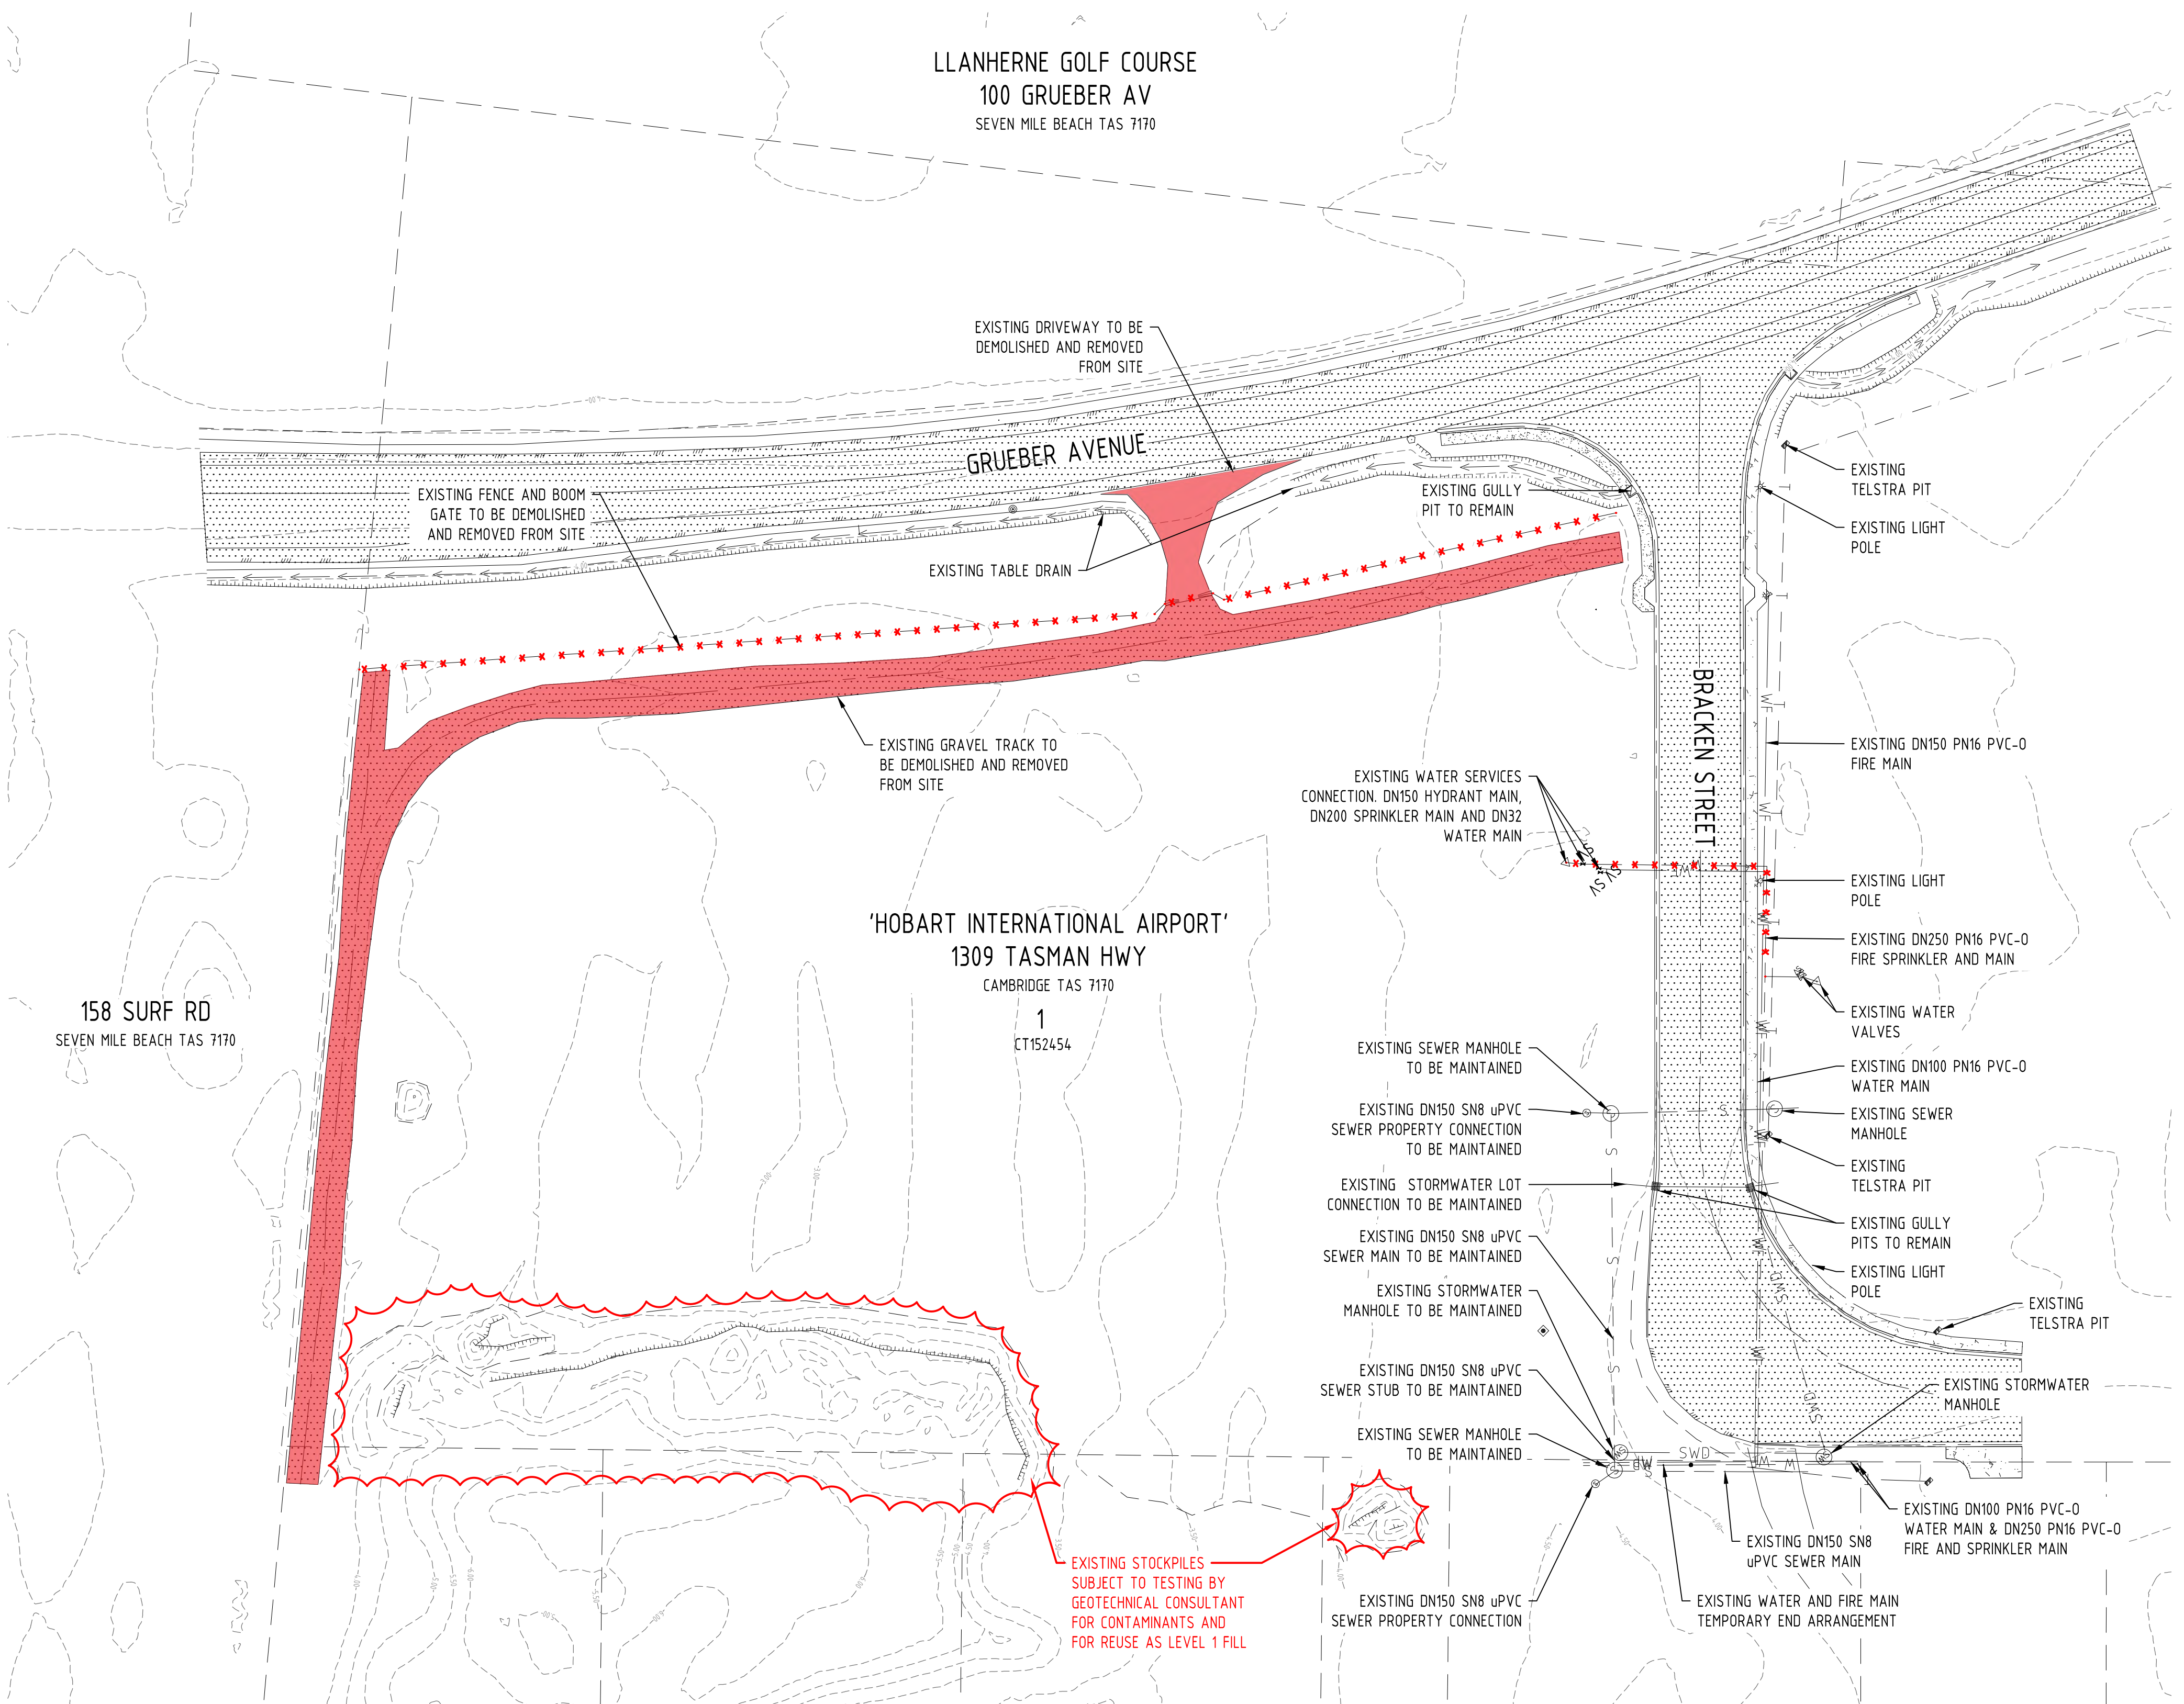 LLANHERNE GOLF COURSE
100 GRUEBER AV
SEVEN MILE BEACH TAS 7170
EXISTING DRIVEWAY TO BE
DEMOLISHED AND REMOVED
FROM SITE
GRUEBER AVENUE
EXISTING FENCE AND BOOM
GATE TO BE DEMOLISHED
AND REMOVED FROM SITE
EXISTING TABLE DRAIN
EXISTING GULLY
PIT TO REMAIN
EXISTING
TELSTRA PIT
EXISTING LIGHT
POLE
BRACKEN STREET
EXISTING GRAVEL TRACK TO
BE DEMOLISHED AND REMOVED
FROM SITE
EXISTING WATER SERVICES
CONNECTION. DN150 HYDRANT MAIN,
DN200 SPRINKLER MAIN AND DN32
WATER MAIN
EXISTING DN150 PN16 PVC-O
FIRE MAIN
EXISTING LIGHT
POLE
EXISTING DN250 PN16 PVC-O
FIRE SPRINKLER AND MAIN
EXISTING WATER
VALVES
'HOBART INTERNATIONAL AIRPORT'
1309 TASMAN HWY
CAMBRIDGE TAS 7170
1
CT152454
158 SURF RD
SEVEN MILE BEACH TAS 7170
EXISTING SEWER MANHOLE
TO BE MAINTAINED
EXISTING DN150 SN8 uPVC
SEWER PROPERTY CONNECTION
TO BE MAINTAINED
EXISTING STORMWATER LOT
CONNECTION TO BE MAINTAINED
EXISTING DN150 SN8 uPVC
SEWER MAIN TO BE MAINTAINED
EXISTING STORMWATER
MANHOLE TO BE MAINTAINED
EXISTING DN150 SN8 uPVC
SEWER STUB TO BE MAINTAINED
EXISTING SEWER MANHOLE
TO BE MAINTAINED
EXISTING DN100 PN16 PVC-O
WATER MAIN
EXISTING SEWER
MANHOLE
EXISTING
TELSTRA PIT
EXISTING GULLY
PITS TO REMAIN
EXISTING LIGHT
POLE
EXISTING
TELSTRA PIT
EXISTING STORMWATER
MANHOLE
SV
SV
S
S
S
S
SWD
SWD
SWD
W
W
EXISTING DN100 PN16 PVC-O
WATER MAIN & DN250 PN16 PVC-O
FIRE AND SPRINKLER MAIN
EXISTING DN150 SN8
uPVC SEWER MAIN
EXISTING WATER AND FIRE MAIN
TEMPORARY END ARRANGEMENT
EXISTING DN150 SN8 uPVC
SEWER PROPERTY CONNECTION
EXISTING STOCKPILES
SUBJECT TO TESTING BY
GEOTECHNICAL CONSULTANT
FOR CONTAMINANTS AND
FOR REUSE AS LEVEL 1 FILL